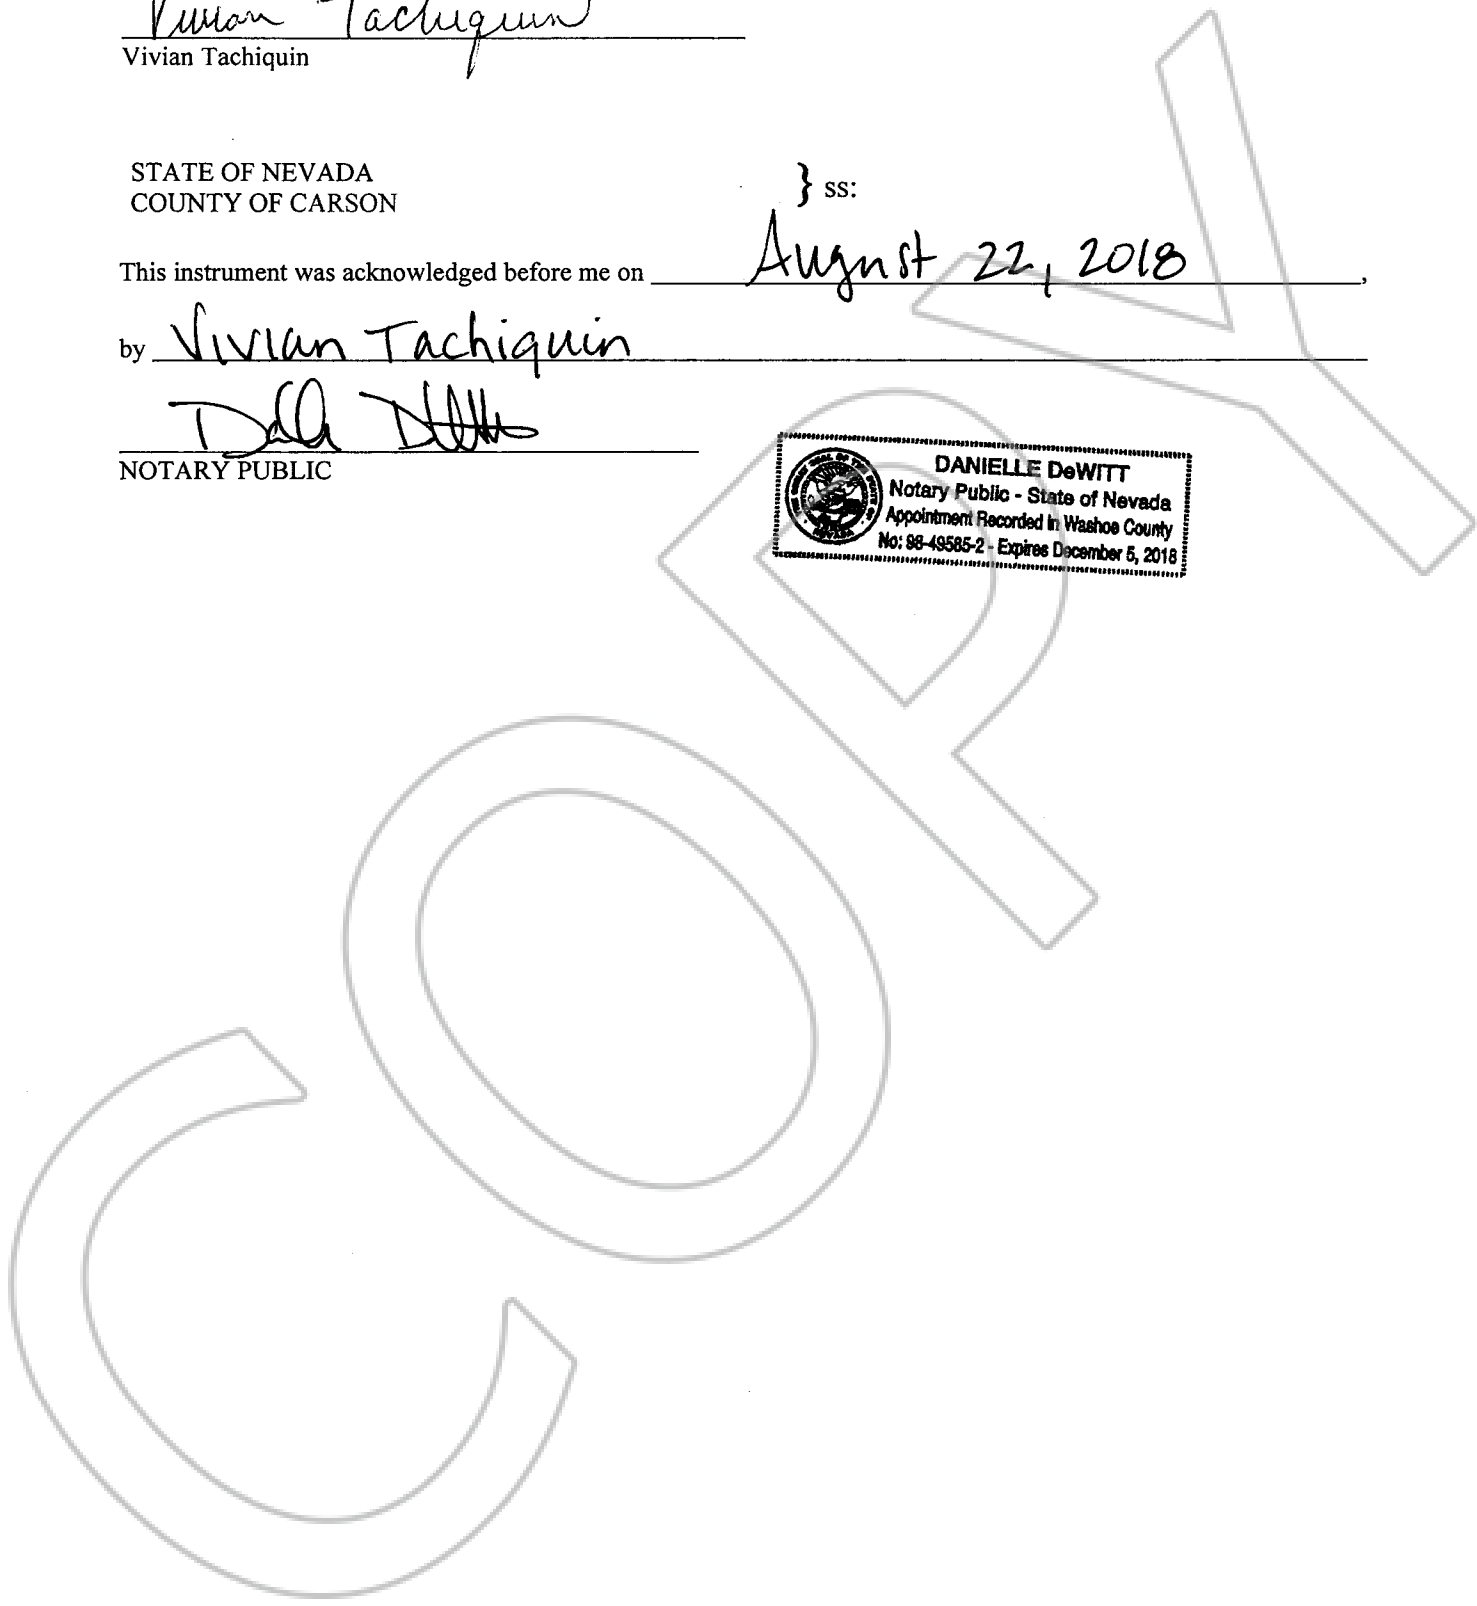 Vivian Tachiquin
Vivian Tachiquin
STATE OF NEVADA
COUNTY OF CARSON
} ss:
This instrument was acknowledged before me on August 22, 2018,
by Vivian Tachiquin
NOTARY PUBLIC
DANIELLE DeWITT
Notary Public - State of Nevada
Appointment Recorded in Washoe County
No: 98-49585-2 - Expires December 5, 2018
COPY